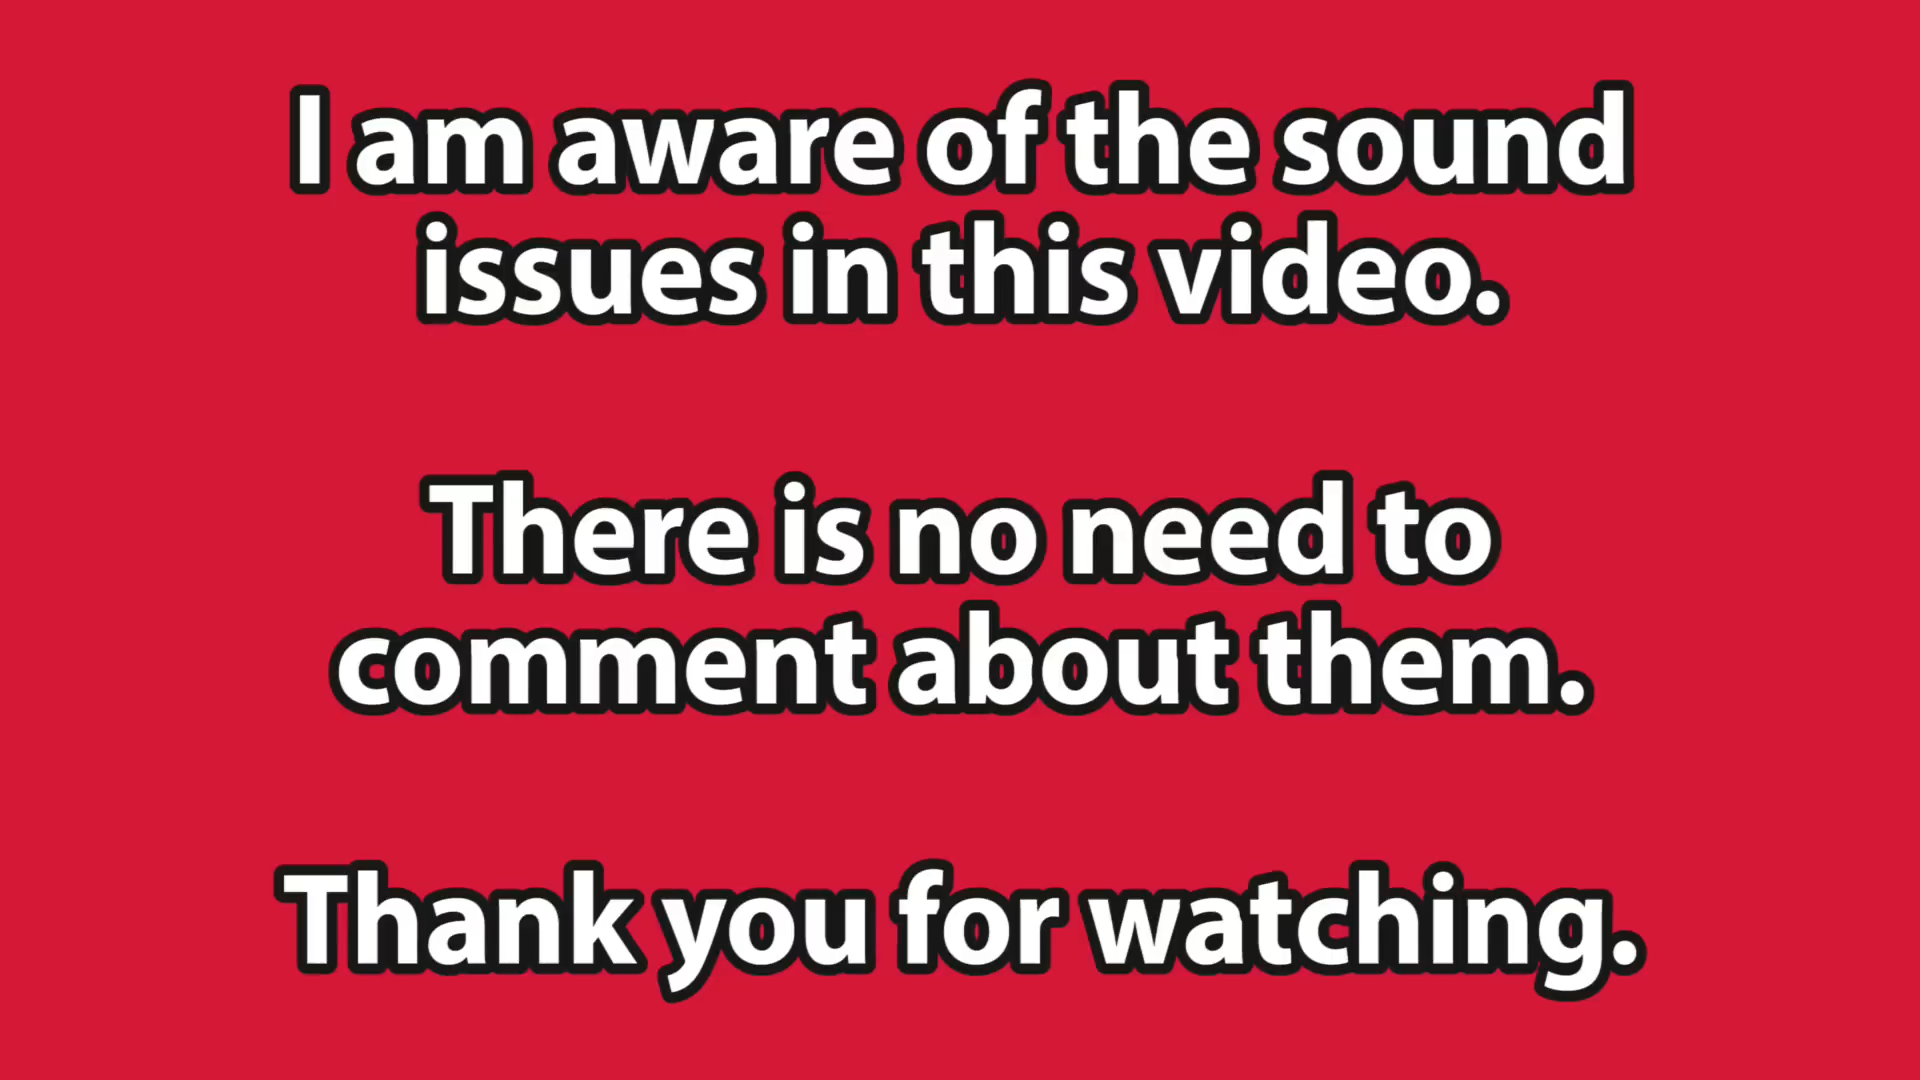 I am aware of the sound
issues in this video.
There is no need to
comment about them.
Thank you for watching.